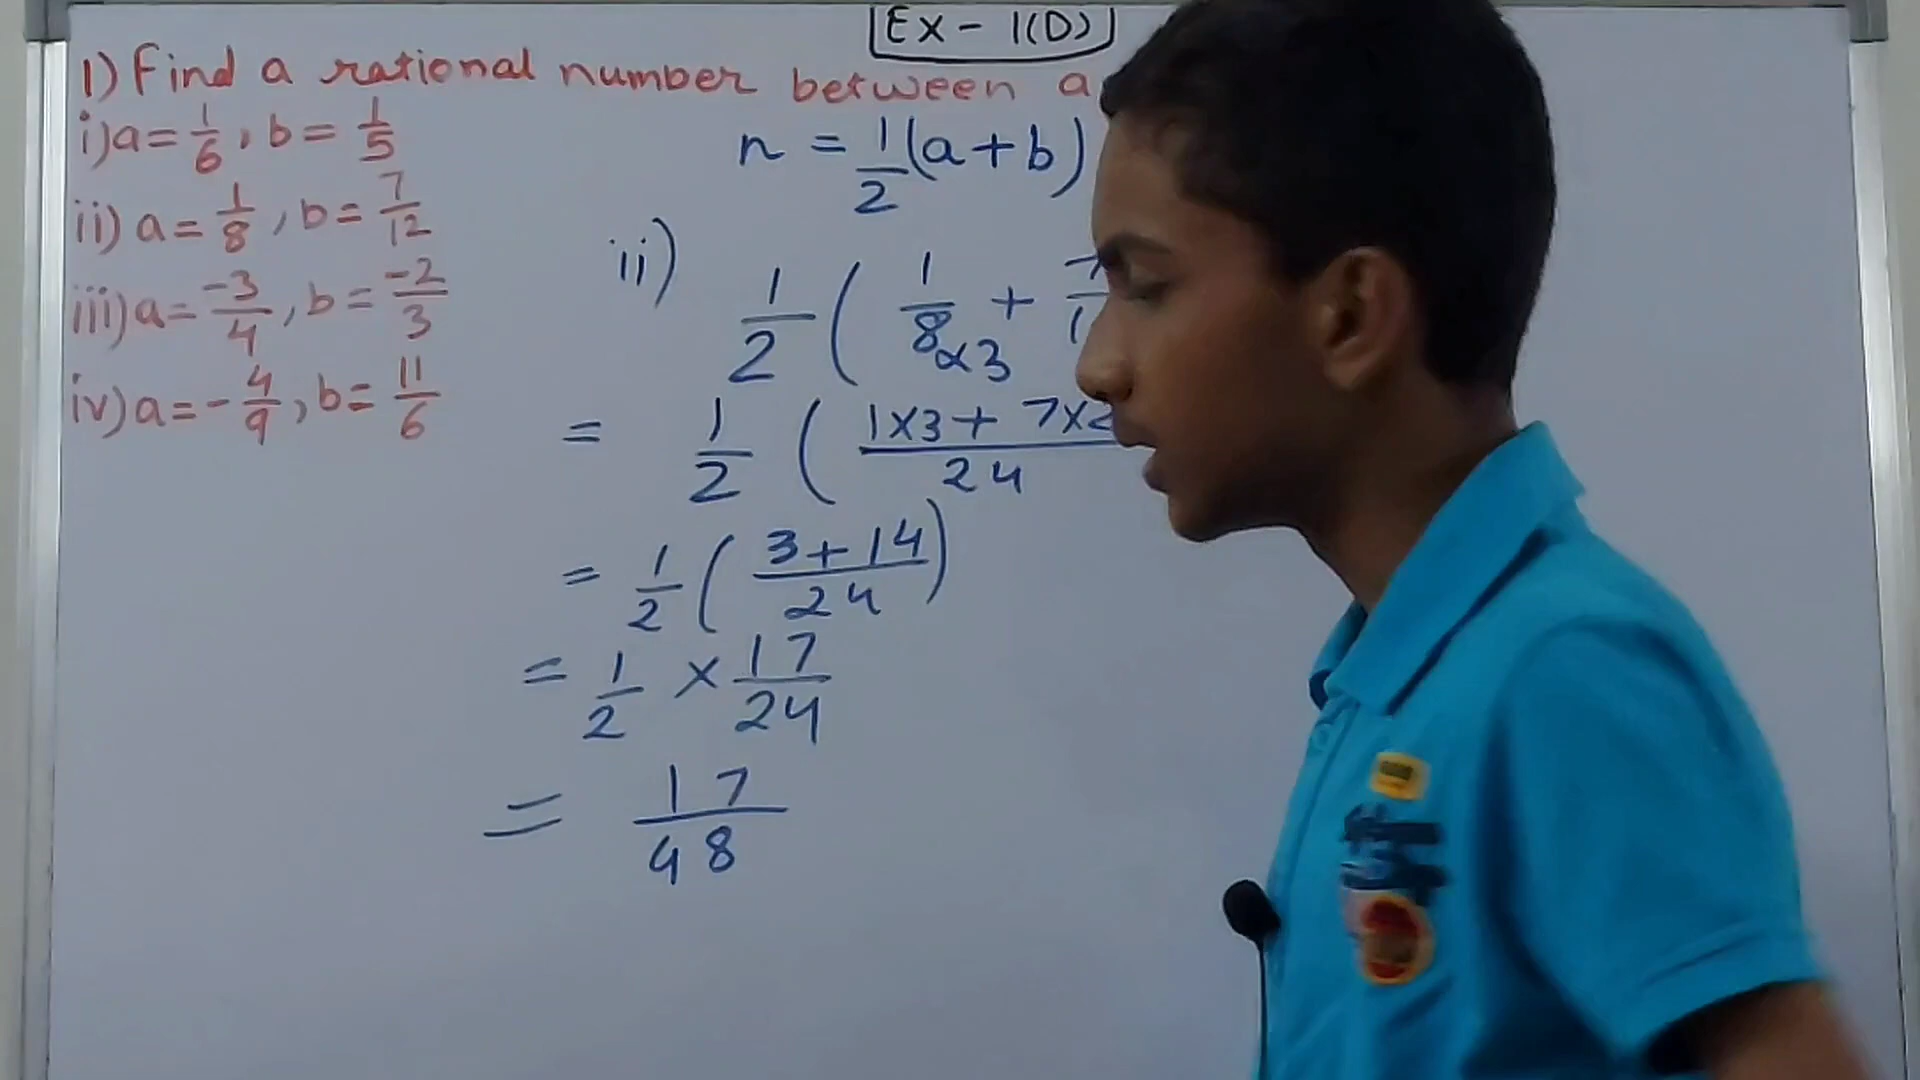 Ex - 1(D)
1) Find a rational number between a
i) a = 1/6, b = 1/5
ii) a = 1/8, b = 7/12
iii) a = -3/4, b = -2/3
iv) a = -4/9, b = 11/6
n = 1/2 (a + b)
ii) 1/2 ( 1/8 +
×3
= 1/2 ( 1×3 + 7×2 / 24
= 1/2 ( 3 + 14 / 24 )
= 1/2 × 17/24
= 17/48